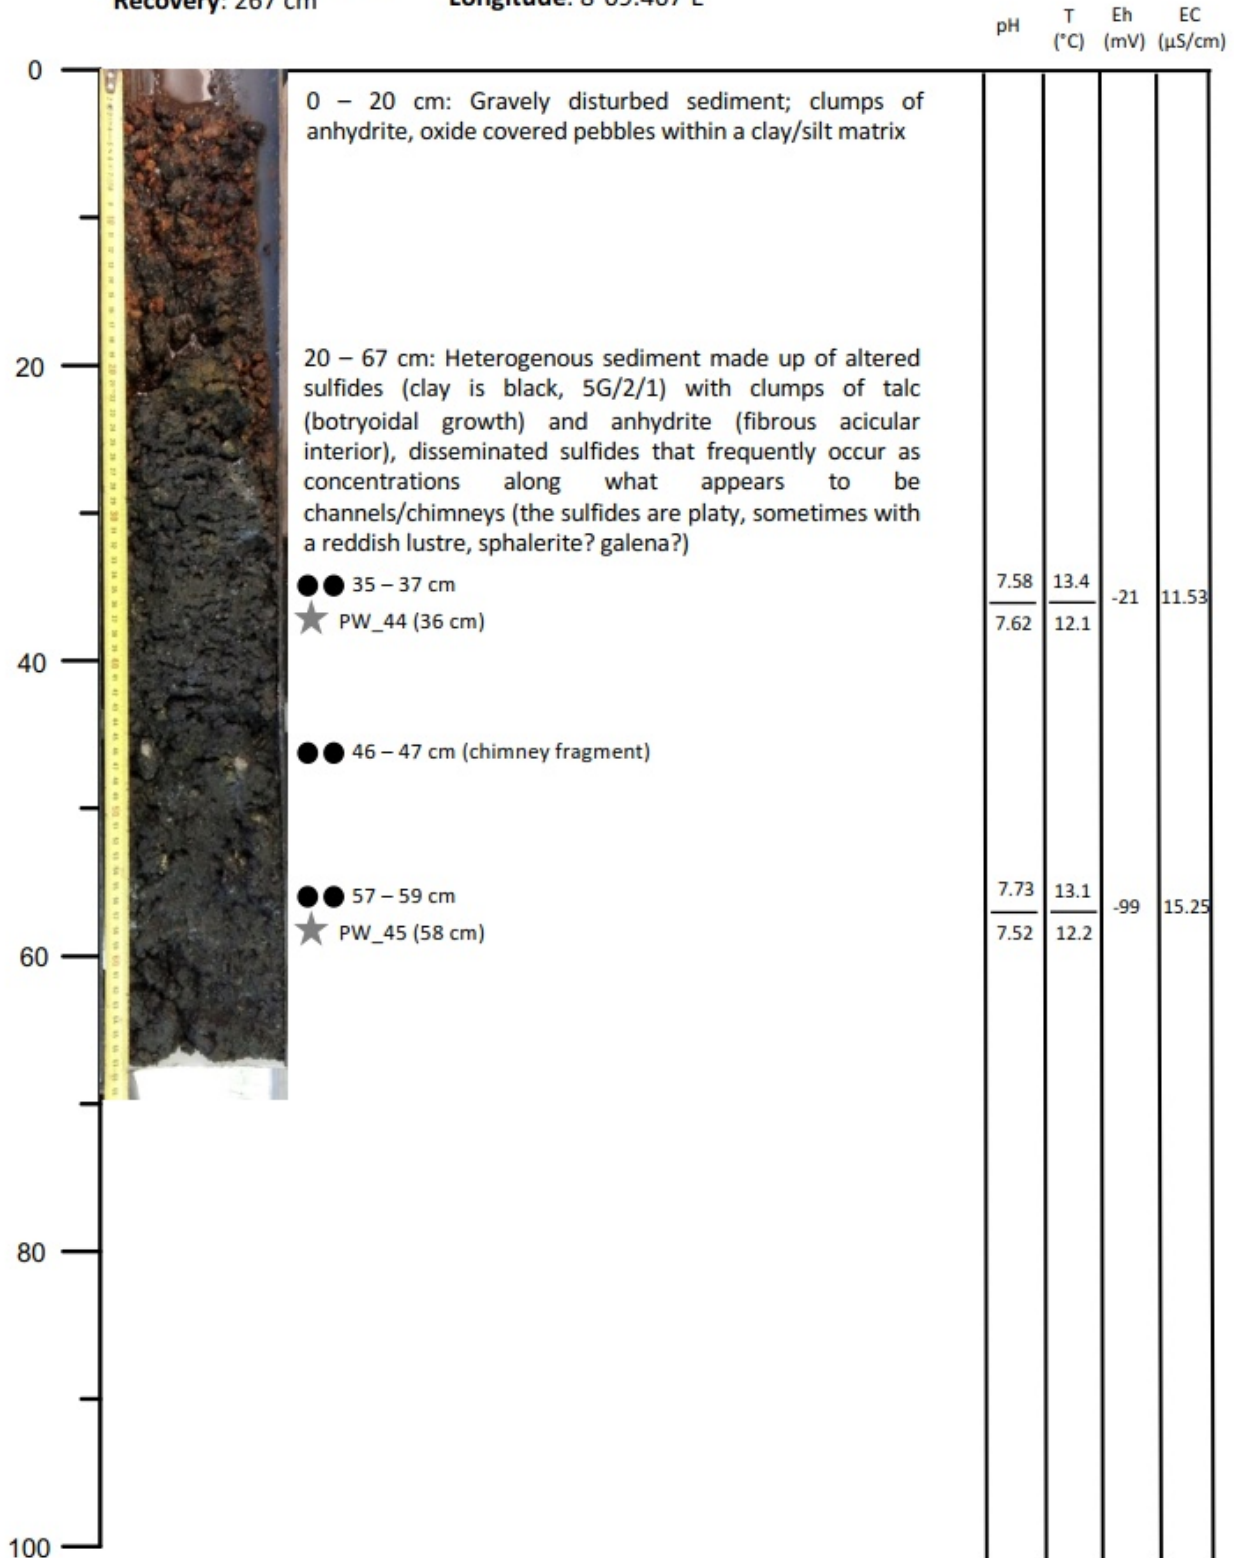 Recovery: 267 cm
Longitude: 8°09.467'E
pH T Eh EC
(°C) (mV) (µS/cm)
0
0 – 20 cm: Gravely disturbed sediment; clumps of
anhydrite, oxide covered pebbles within a clay/silt matrix
20
20 – 67 cm: Heterogenous sediment made up of altered
sulfides (clay is black, 5G/2/1) with clumps of talc
(botryoidal growth) and anhydrite (fibrous acicular
interior), disseminated sulfides that frequently occur as
concentrations along what appears to be
channels/chimneys (the sulfides are platy, sometimes with
a reddish lustre, sphalerite? galena?)
35 – 37 cm
7.58 13.4
-21 11.53
PW_44 (36 cm)
7.62 12.1
40
46 – 47 cm (chimney fragment)
57 – 59 cm
7.73 13.1
-99 15.25
PW_45 (58 cm)
7.52 12.2
60
80
100